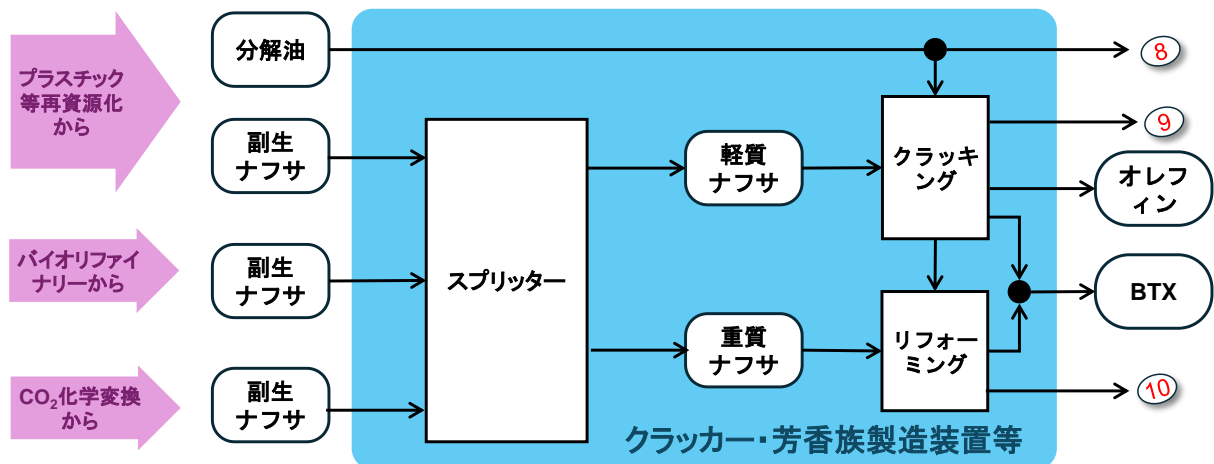 プラスチック
等再資源化
から
バイオリファイ
ナリーから
CO₂化学変換
から
分解油
副生
ナフサ
副生
ナフサ
副生
ナフサ
スプリッター
軽質
ナフサ
重質
ナフサ
クラッキ
ング
リフォー
ミング
クラッカー・芳香族製造装置等
8
9
オレフ
ィン
BTX
10